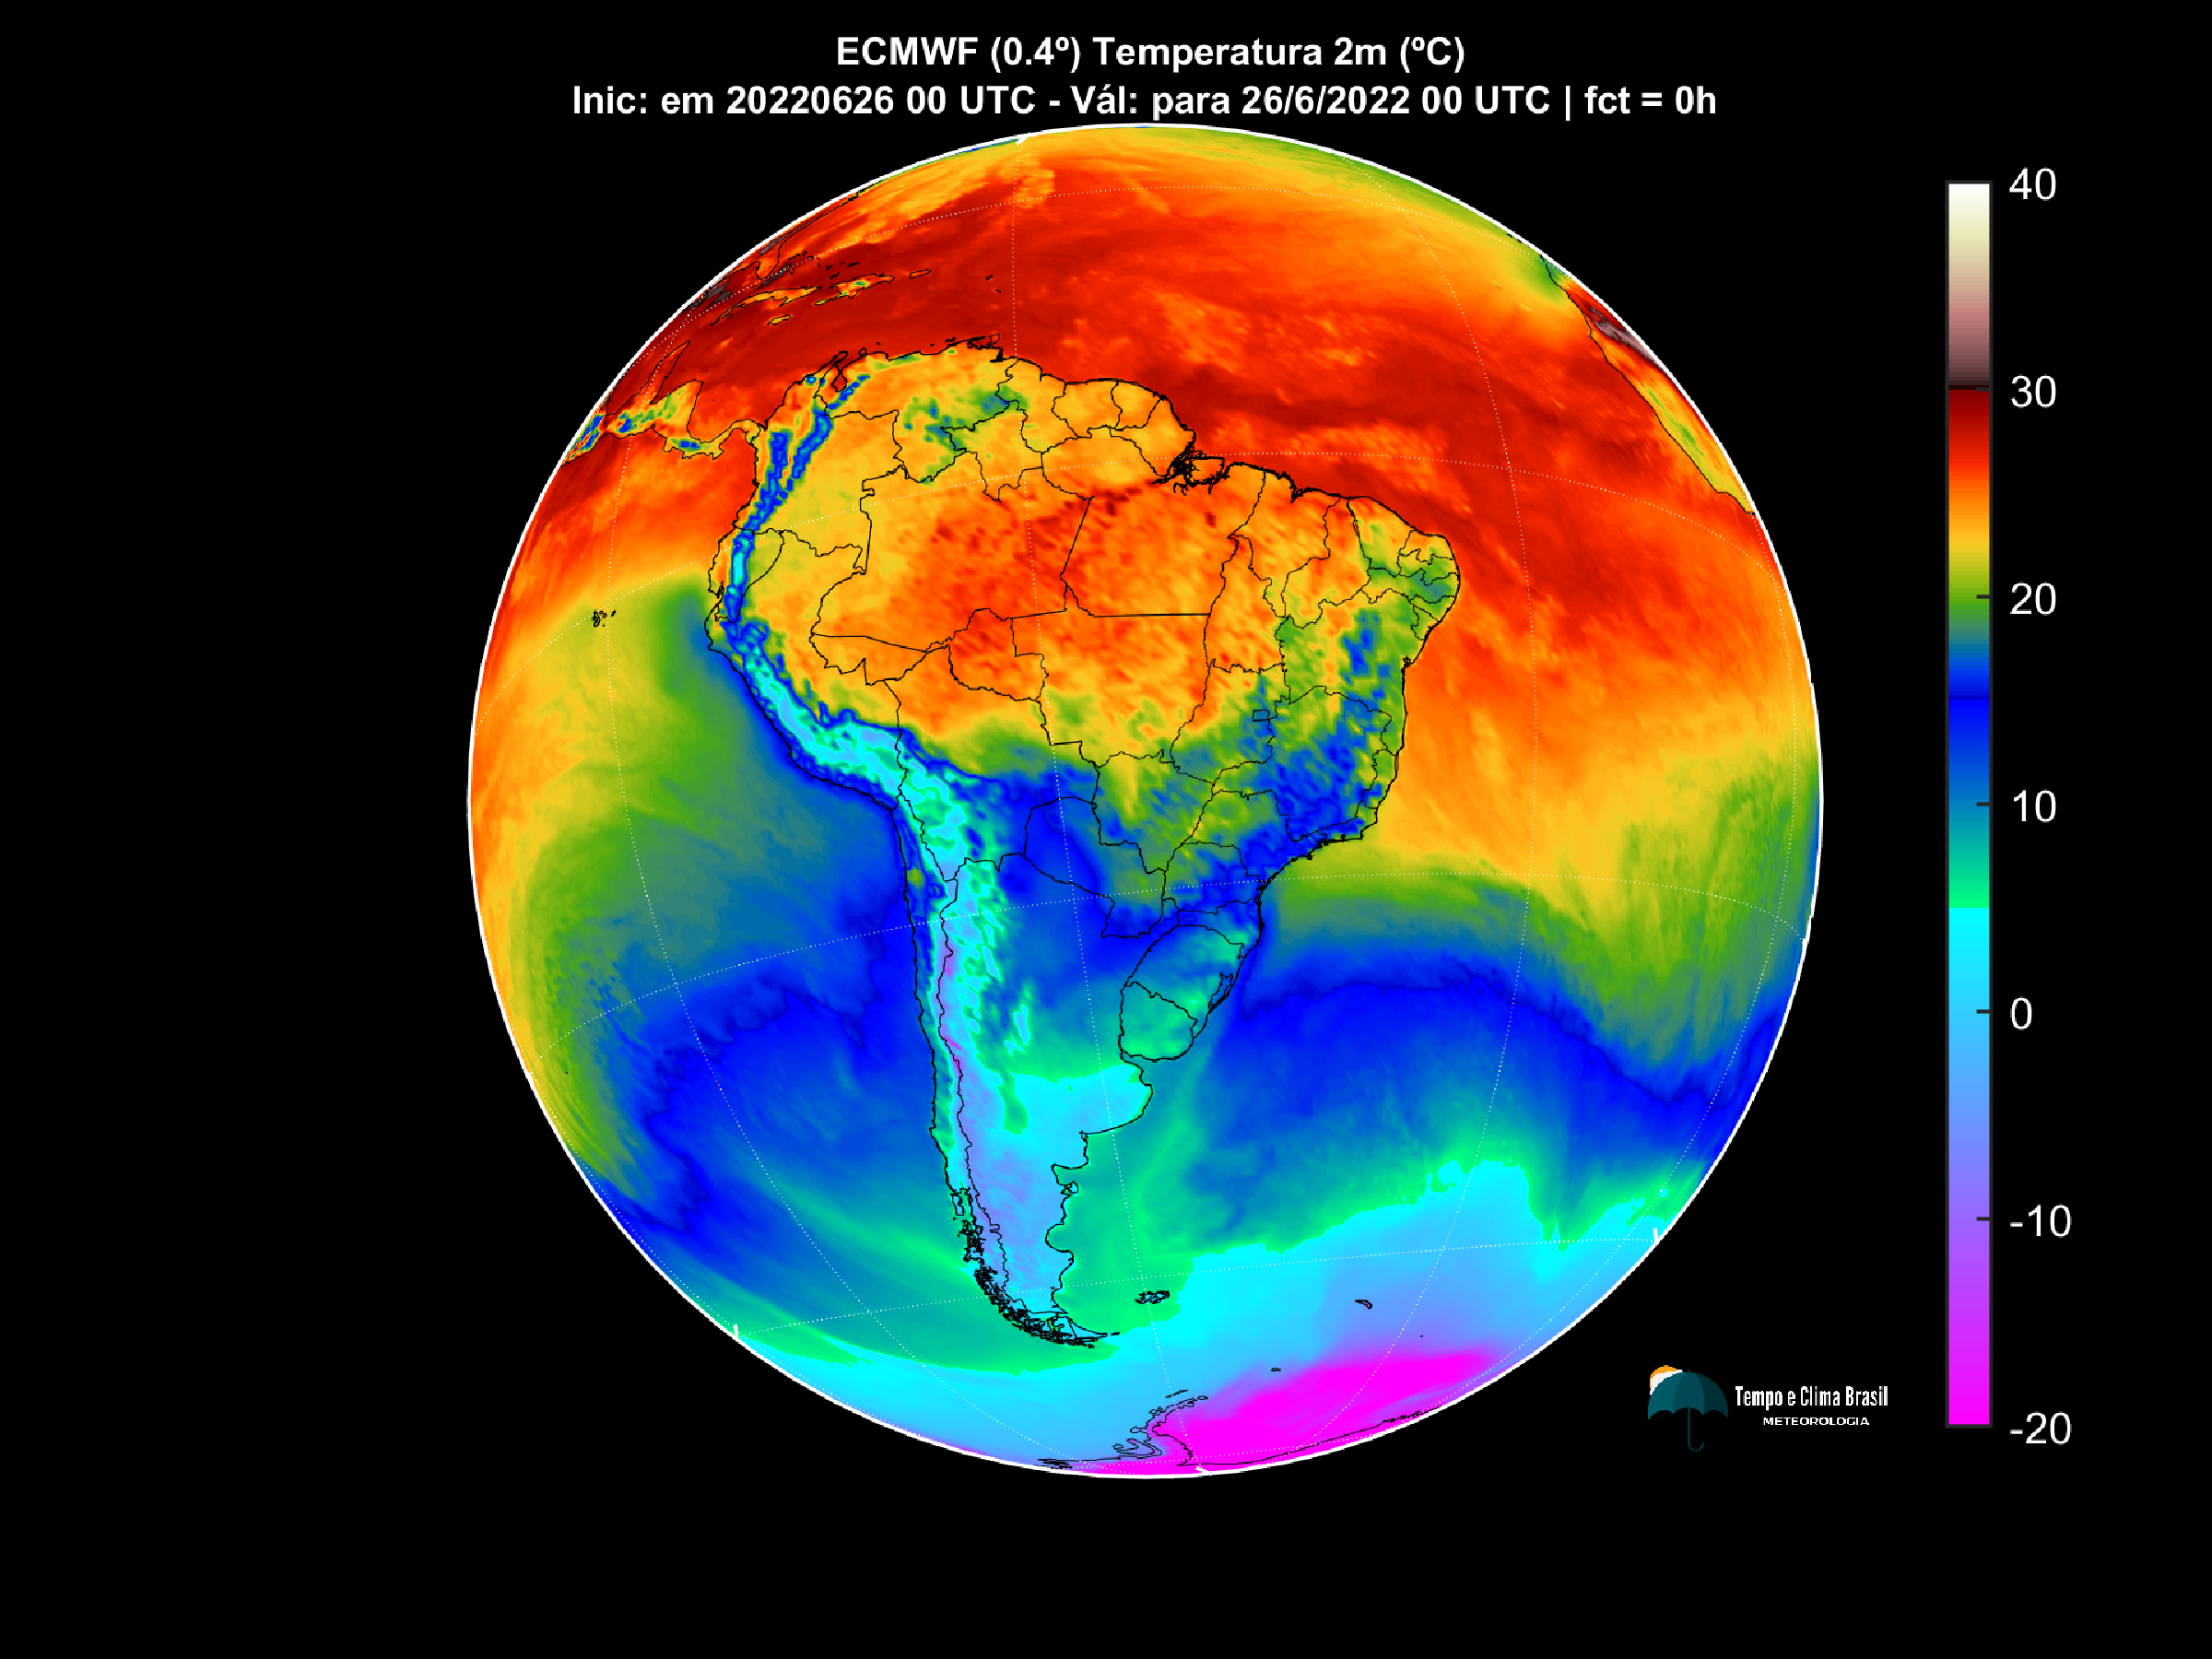 ECMWF (0.4º) Temperatura 2m (ºC)
Inic: em 20220626 00 UTC - Vál: para 26/6/2022 00 UTC | fct = 0h
40
30
20
10
0
-10
-20
Tempo e Clima Brasil
METEOROLOGIA